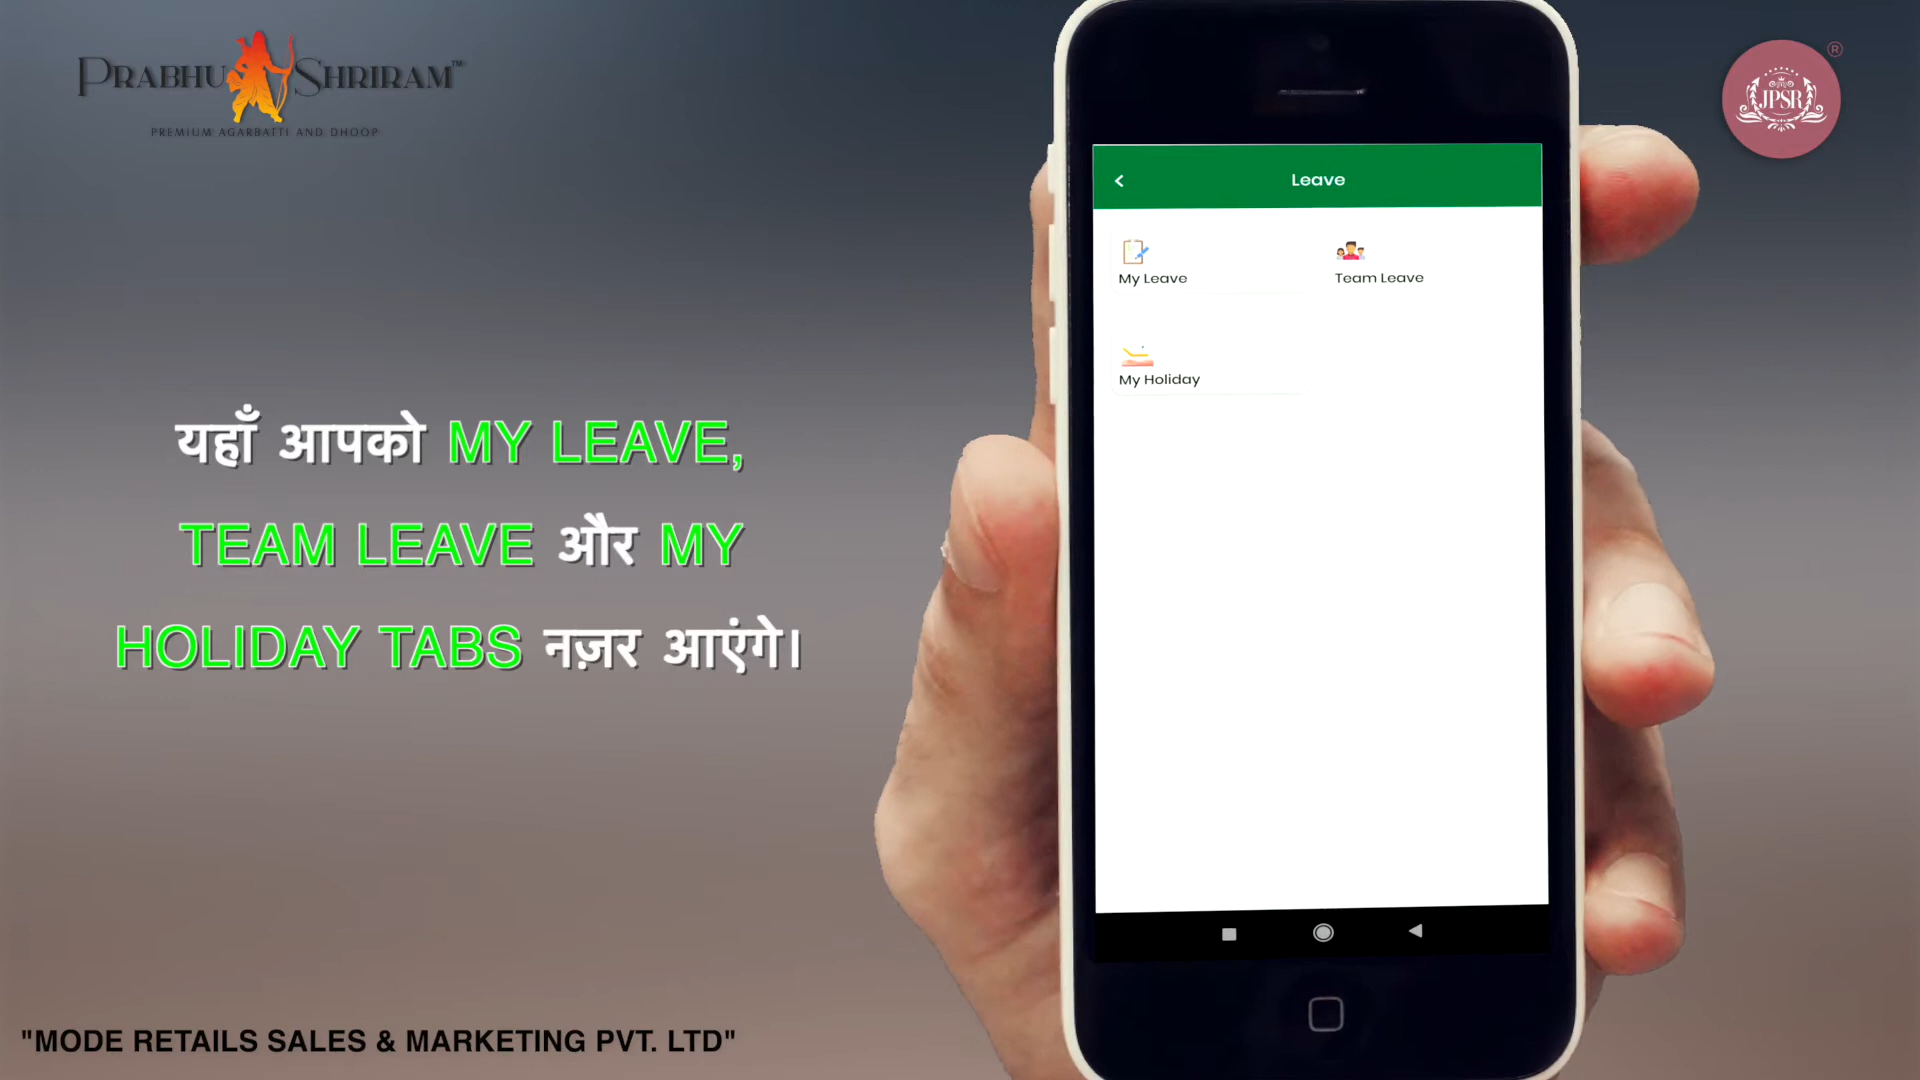 PRABHU SHRIRAM™
PREMIUM AGARBATTI AND DHOOP
JPSR ®
Leave
My Leave
Team Leave
My Holiday
यहाँ आपको MY LEAVE,
TEAM LEAVE और MY
HOLIDAY TABS नज़र आएंगे।
"MODE RETAILS SALES & MARKETING PVT. LTD"